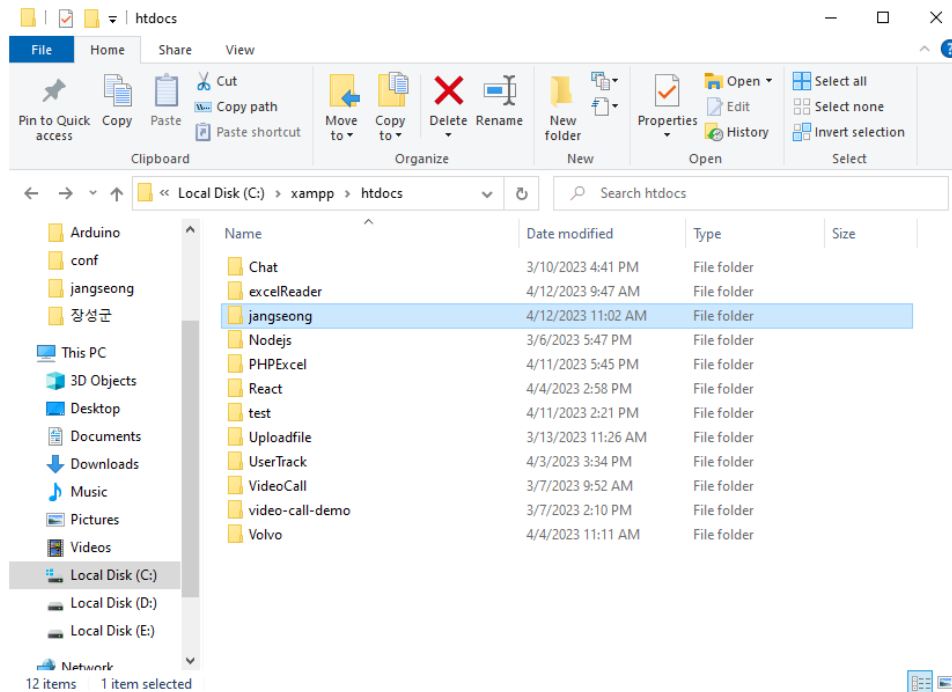 htdocs
File Home Share View
Pin to Quick access
Copy
Paste
Cut
Copy path
Paste shortcut
Clipboard
Move to
Copy to
Delete
Rename
Organize
New folder
New
Properties
Open
Edit
History
Open
Select all
Select none
Invert selection
Select
« Local Disk (C:) › xampp › htdocs
Search htdocs
Arduino
conf
jangseong
장성군
This PC
3D Objects
Desktop
Documents
Downloads
Music
Pictures
Videos
Local Disk (C:)
Local Disk (D:)
Local Disk (E:)
Network
Name Date modified Type Size
Chat 3/10/2023 4:41 PM File folder
excelReader 4/12/2023 9:47 AM File folder
jangseong 4/12/2023 11:02 AM File folder
Nodejs 3/6/2023 5:47 PM File folder
PHPExcel 4/11/2023 5:45 PM File folder
React 4/4/2023 2:58 PM File folder
test 4/11/2023 2:21 PM File folder
Uploadfile 3/13/2023 11:26 AM File folder
UserTrack 4/3/2023 3:34 PM File folder
VideoCall 3/7/2023 9:52 AM File folder
video-call-demo 3/7/2023 2:10 PM File folder
Volvo 4/4/2023 11:11 AM File folder
12 items 1 item selected